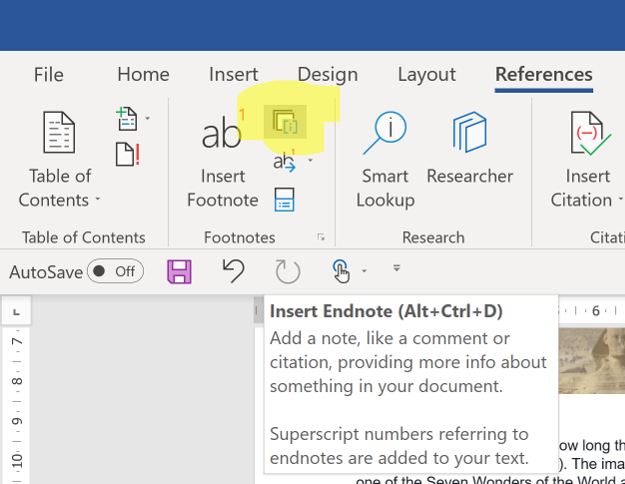 File Home Insert Design Layout References
ab1
ab1
Table of
Contents
Insert
Footnote
Smart
Lookup
Researcher
Insert
Citation
Table of Contents Footnotes Research Citati
AutoSave Off
Insert Endnote (Alt+Ctrl+D)
Add a note, like a comment or
citation, providing more info about
something in your document.
Superscript numbers referring to
endnotes are added to your text.
6
7
8
9
10
ow long th
). The ima
one of the Seven Wonders of the World a